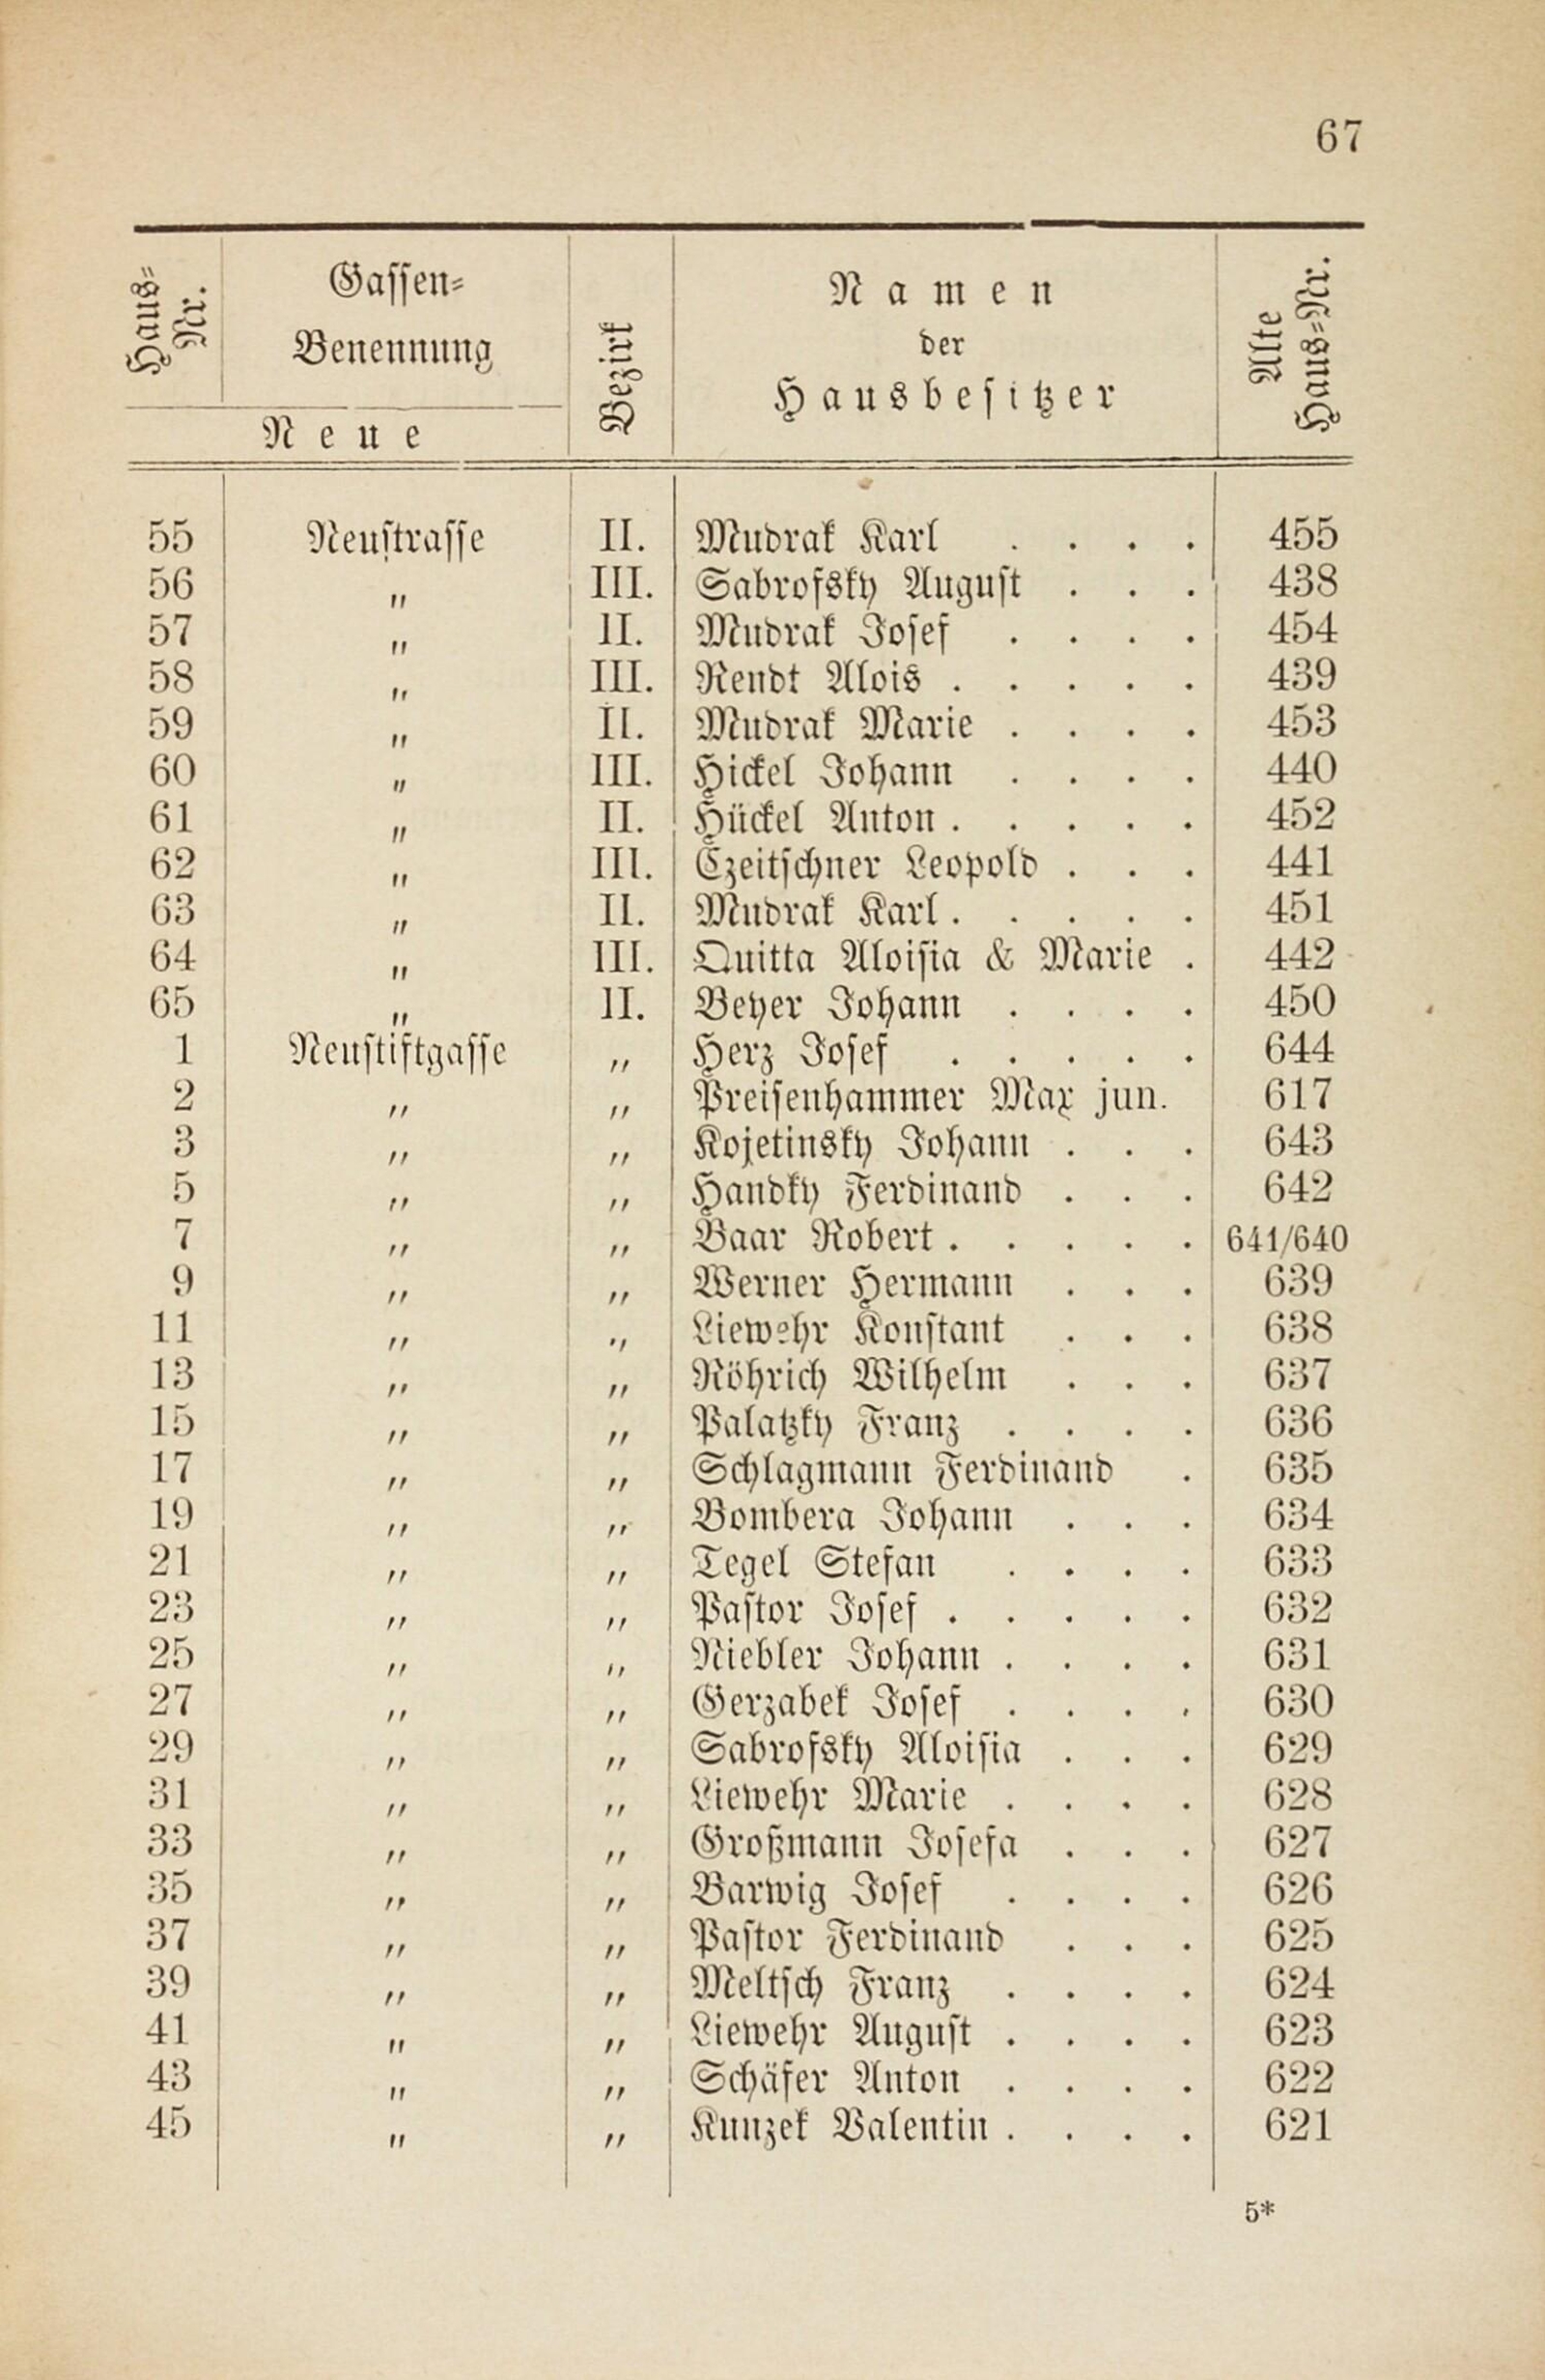 67
Haus-Nr. Gassen-Benennung Bezirk Namen der Hausbesitzer Alte Haus-Nr.
Neue
55 Neustrasse II. Mudrak Karl . . . . 455
56 „ III. Sabrofsky August . . . 438
57 „ II. Mudrak Josef . . . . 454
58 „ III. Rendt Alois . . . . . 439
59 „ II. Mudrak Marie . . . . 453
60 „ III. Hickel Johann . . . . 440
61 „ II. Hückel Anton . . . . . 452
62 „ III. Czeitschner Leopold . . . 441
63 „ II. Mudrak Karl . . . . . 451
64 „ III. Quitta Aloisia & Marie . 442
65 „ II. Beyer Johann . . . . 450
1 Neustiftgasse „ Herz Josef . . . . . 644
2 „ „ Preisenhammer Max jun. 617
3 „ „ Kojetinsky Johann . . . 643
5 „ „ Handky Ferdinand . . . 642
7 „ „ Baar Robert . . . . . 641/640
9 „ „ Werner Hermann . . . 639
11 „ „ Liewehr Konstant . . . 638
13 „ „ Röhrich Wilhelm . . . 637
15 „ „ Palatzky Franz . . . . 636
17 „ „ Schlagmann Ferdinand . 635
19 „ „ Bombera Johann . . . 634
21 „ „ Tegel Stefan . . . . 633
23 „ „ Pastor Josef . . . . . 632
25 „ „ Niebler Johann . . . . 631
27 „ „ Gerzabek Josef . . . . 630
29 „ „ Sabrofsky Aloisia . . . 629
31 „ „ Liewehr Marie . . . . 628
33 „ „ Großmann Josefa . . . 627
35 „ „ Barwig Josef . . . . 626
37 „ „ Pastor Ferdinand . . . 625
39 „ „ Meltsch Franz . . . . 624
41 „ „ Liewehr August . . . . 623
43 „ „ Schäfer Anton . . . . 622
45 „ „ Kunzek Valentin . . . . 621
5*